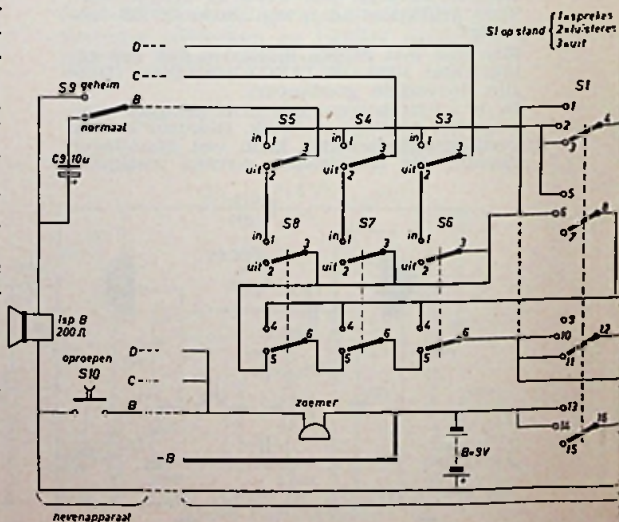 S1 op stand { 1=spreken
2=luisteren
3=uit
D
C
S9 geheim
B
normaal
C9 10u
+
S5 S4 S3
in 1 in 1 in 1
3 3 3
uit 2 uit 2 uit 2
S8 S7 S6
in 1 in 1 in 1
3 3 3
uit 2 uit 2 uit 2
4 4 4
6 6 6
5 5 5
S1
1
2 4
3
5
6 8
7
9
10 12
11
13
14 16
15
lsp B
200 Ω
oproepen
S10
D
C
B
zoemer
-B
B=9V
+
nevenapparaat